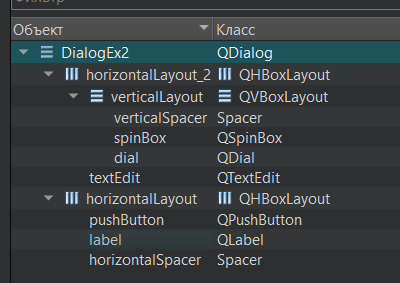 Фильтр
Объект Класс
DialogEx2 QDialog
horizontalLayout_2 QHBoxLayout
verticalLayout QVBoxLayout
verticalSpacer Spacer
spinBox QSpinBox
dial QDial
textEdit QTextEdit
horizontalLayout QHBoxLayout
pushButton QPushButton
label QLabel
horizontalSpacer Spacer